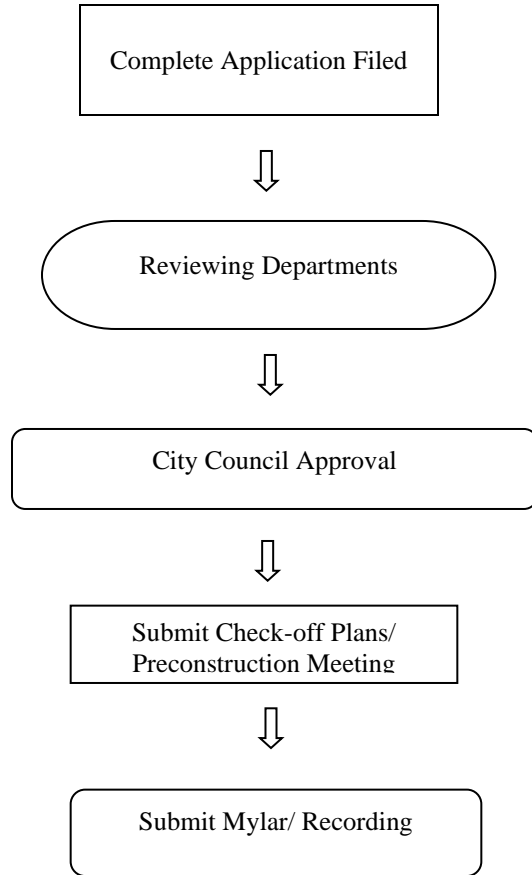 Complete Application Filed
Reviewing Departments
City Council Approval
Submit Check-off Plans/
Preconstruction Meeting
Submit Mylar/ Recording